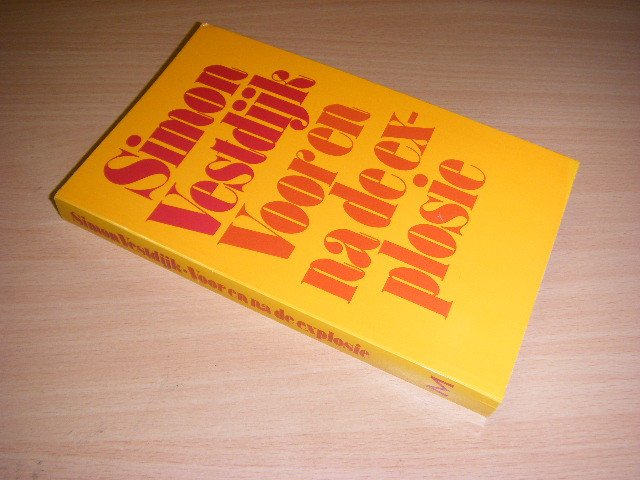 Simon
Vestdijk
Voor en
na de ex-
plosie
Simon Vestdijk · Voor en na de explosie
M